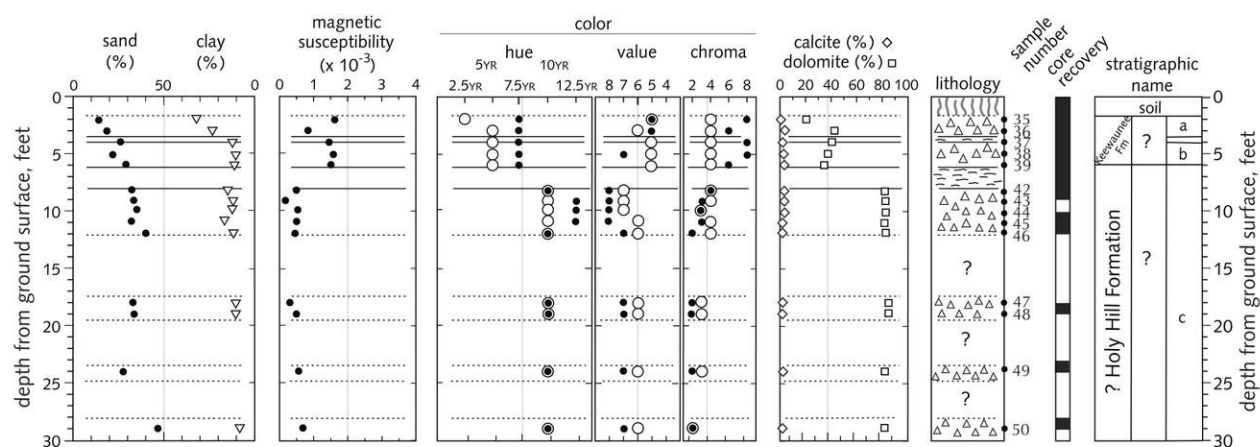 magnetic
susceptibility
(x 10⁻³)
color
sand
(%)
clay
(%)
hue
value
chroma
calcite (%)
dolomite (%)
lithology
sample
number
core
recovery
stratigraphic
name
5YR 10YR
2.5YR 7.5YR 12.5YR
0 50 0
0 1 2 3 4
8 7 6 5 4
2 4 6 8
0 20 40 60 80 100
depth from ground surface, feet
0
5
10
15
20
25
30
35
36
37
38
39
42
43
44
45
46
47
48
49
50
?
?
?
soil
Keewaunee
Fm
?
a
b
? Holy Hill Formation
?
c
0
5
10
15
20
25
30
depth from ground surface, feet